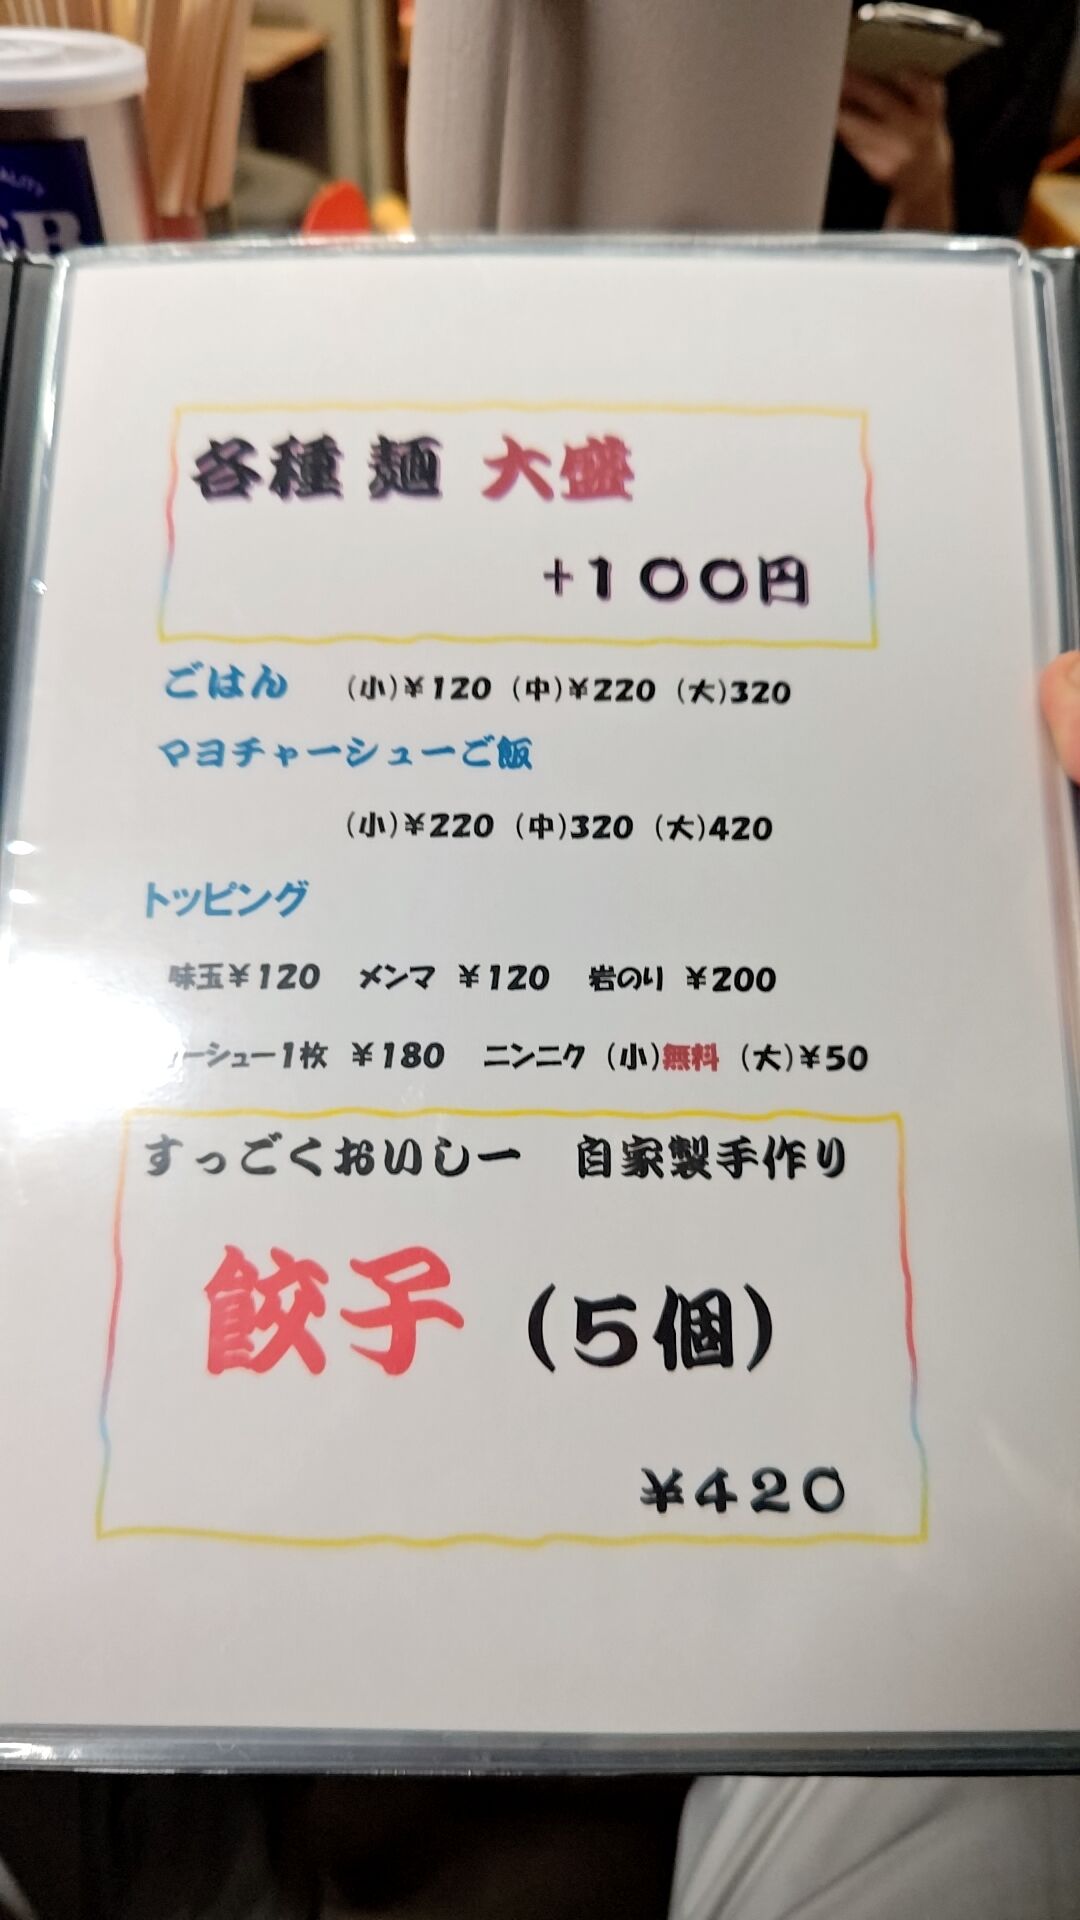 各種 麺 大盛
+100円
ごはん (小)¥120 (中)¥220 (大)320
マヨチャーシューご飯
(小)¥220 (中)320 (大)420
トッピング
味玉¥120 メンマ ¥120 岩のり ¥200
ーシュー1枚 ¥180 ニンニク (小)無料 (大)¥50
すっごくおいしー 自家製手作り
餃子 (5個)
¥420